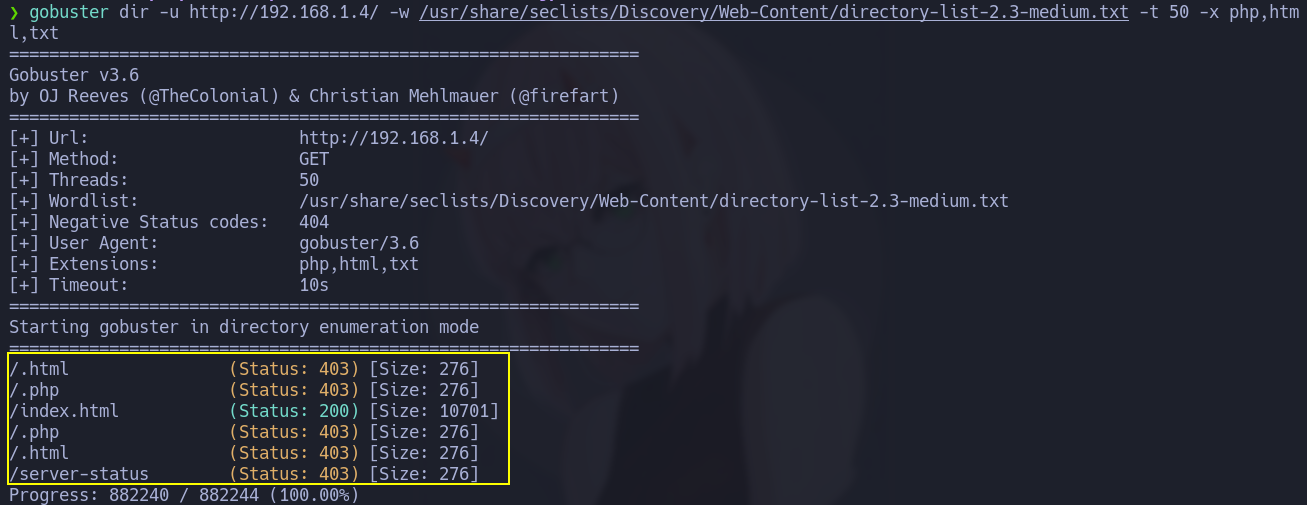 ❯ gobuster dir -u http://192.168.1.4/ -w /usr/share/seclists/Discovery/Web-Content/directory-list-2.3-medium.txt -t 50 -x php,htm
l,txt
===============================================================
Gobuster v3.6
by OJ Reeves (@TheColonial) & Christian Mehlmauer (@firefart)
===============================================================
[+] Url:                     http://192.168.1.4/
[+] Method:                  GET
[+] Threads:                 50
[+] Wordlist:                /usr/share/seclists/Discovery/Web-Content/directory-list-2.3-medium.txt
[+] Negative Status codes:   404
[+] User Agent:              gobuster/3.6
[+] Extensions:              php,html,txt
[+] Timeout:                 10s
===============================================================
Starting gobuster in directory enumeration mode
===============================================================
/.html                (Status: 403) [Size: 276]
/.php                 (Status: 403) [Size: 276]
/index.html           (Status: 200) [Size: 10701]
/.php                 (Status: 403) [Size: 276]
/.html                (Status: 403) [Size: 276]
/server-status        (Status: 403) [Size: 276]
Progress: 882240 / 882244 (100.00%)